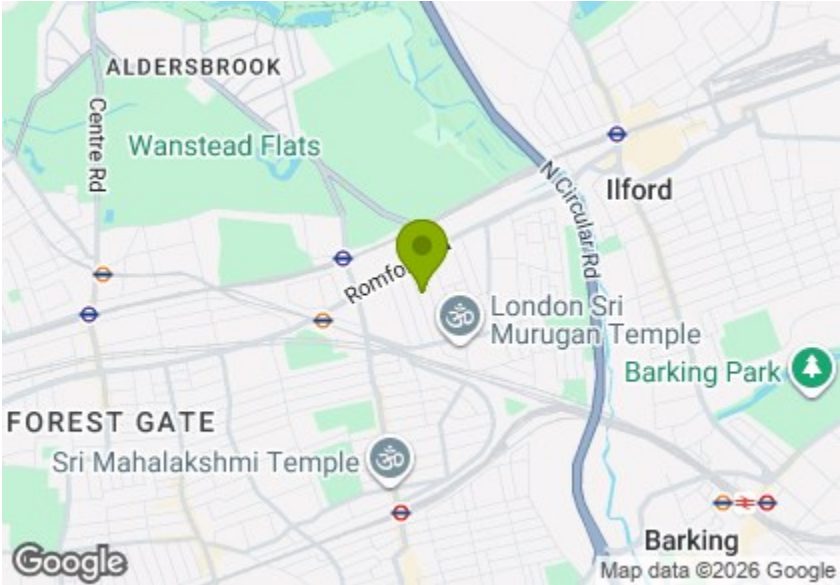 ALDERSBROOK
Centre Rd
Wanstead Flats
N Circular Rd
Ilford
London Sri
Murugan Temple
Barking Park
FOREST GATE
Sri Mahalakshmi Temple
Barking
Google
Map data ©2026 Google